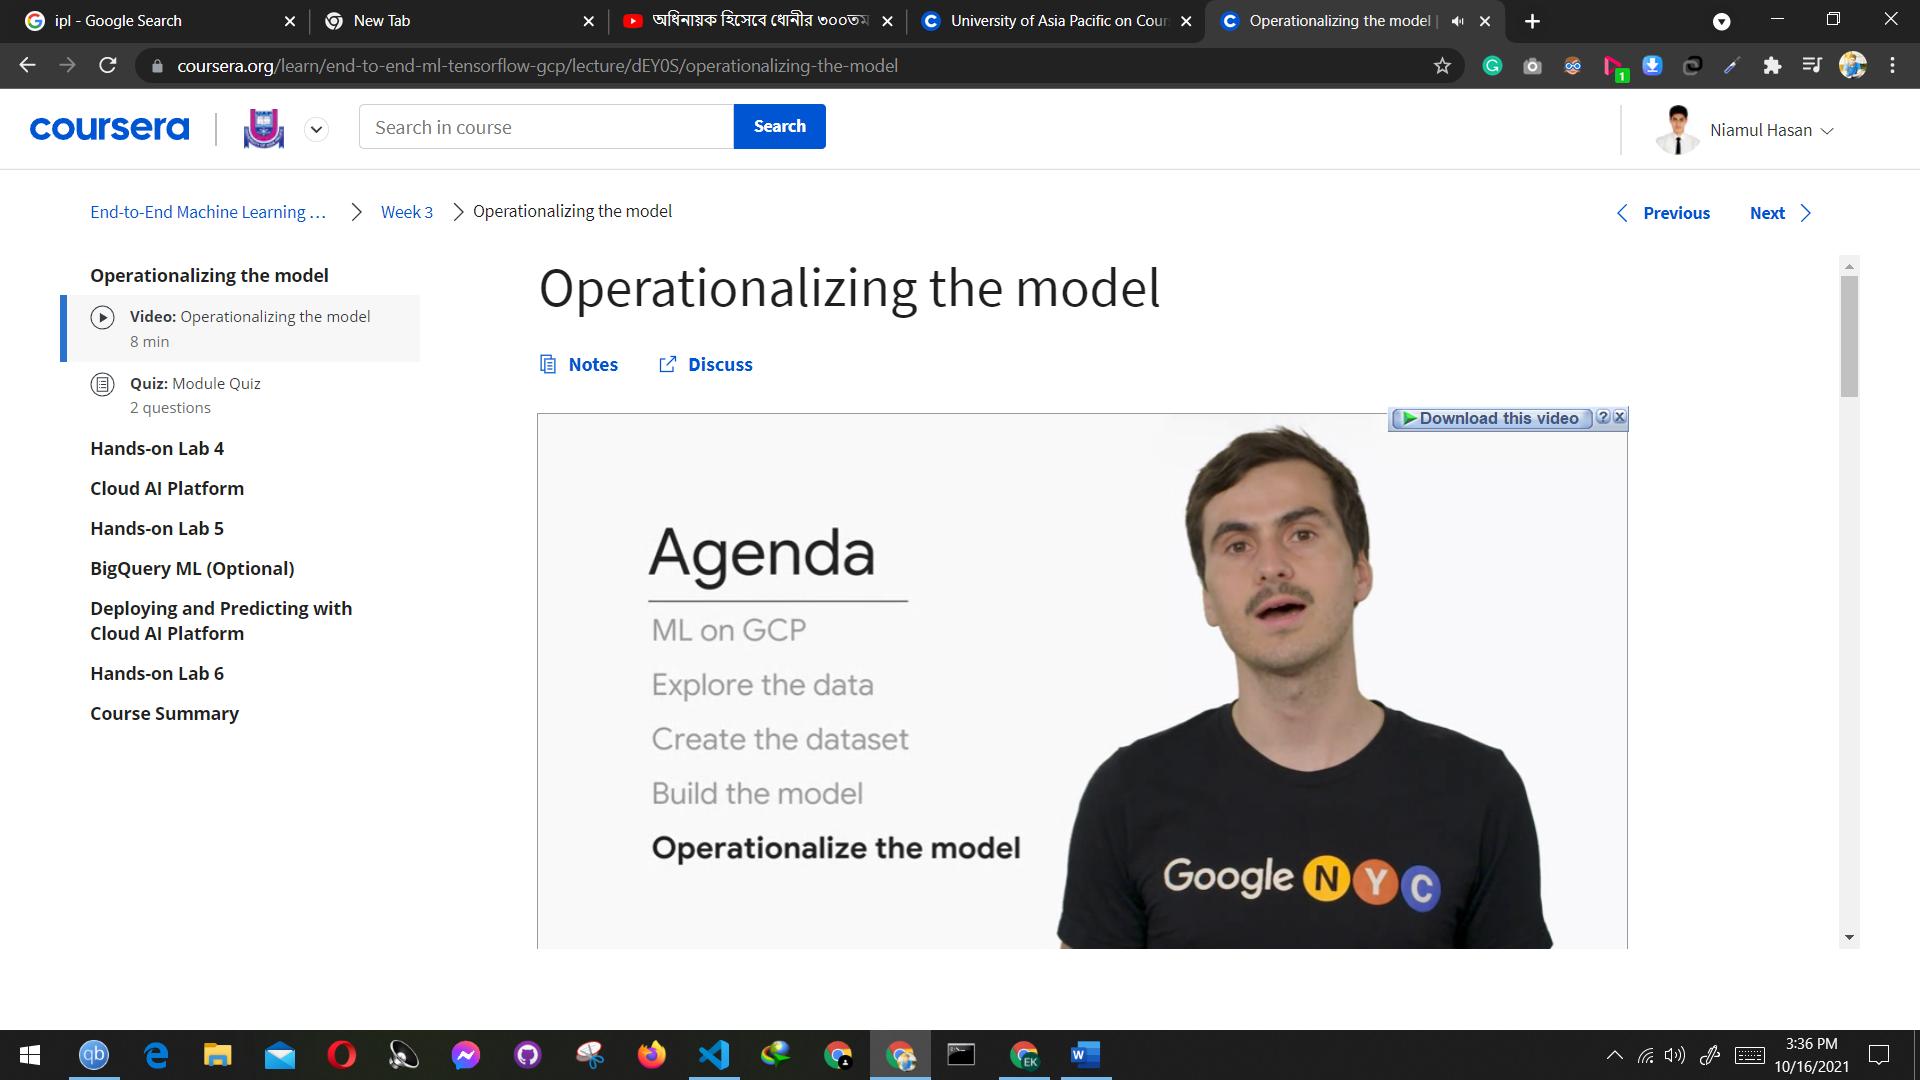 ipl - Google Search
New Tab
অধিনায়ক হিসেবে ধোনীর ৩০০তম
University of Asia Pacific on Cour
Operationalizing the model |
coursera.org/learn/end-to-end-ml-tensorflow-gcp/lecture/dEY0S/operationalizing-the-model
1
coursera
Search in course
Search
Niamul Hasan
End-to-End Machine Learning ...
Week 3
Operationalizing the model
Previous
Next
Operationalizing the model
Video: Operationalizing the model
8 min
Quiz: Module Quiz
2 questions
Hands-on Lab 4
Cloud AI Platform
Hands-on Lab 5
BigQuery ML (Optional)
Deploying and Predicting with
Cloud AI Platform
Hands-on Lab 6
Course Summary
Operationalizing the model
Notes
Discuss
Download this video
Agenda
ML on GCP
Explore the data
Create the dataset
Build the model
Operationalize the model
Google NYC
qb
EK
3:36 PM
10/16/2021